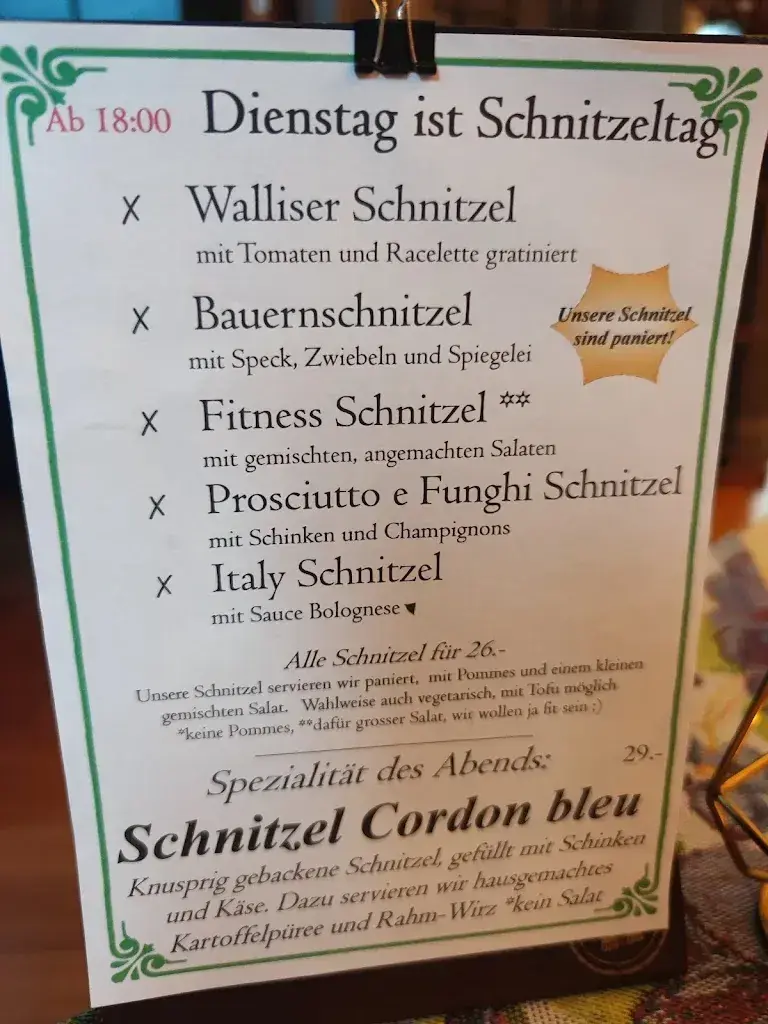 Ab 18:00 Dienstag ist Schnitzeltag
X Walliser Schnitzel
mit Tomaten und Racelette gratiniert
X Bauernschnitzel
mit Speck, Zwiebeln und Spiegelei
Unsere Schnitzel
sind paniert!
X Fitness Schnitzel **
mit gemischten, angemachten Salaten
X Prosciutto e Funghi Schnitzel
mit Schinken und Champignons
X Italy Schnitzel
mit Sauce Bolognese
Alle Schnitzel für 26.-
Unsere Schnitzel servieren wir paniert, mit Pommes und einem kleinen
gemischten Salat. Wahlweise auch vegetarisch, mit Tofu möglich
*keine Pommes, **dafür grosser Salat, wir wollen ja fit sein ;)
Spezialität des Abends: 29.-
Schnitzel Cordon bleu
Knusprig gebackene Schnitzel, gefüllt mit Schinken
und Käse. Dazu servieren wir hausgemachtes
Kartoffelpüree und Rahm-Wirz *kein Salat